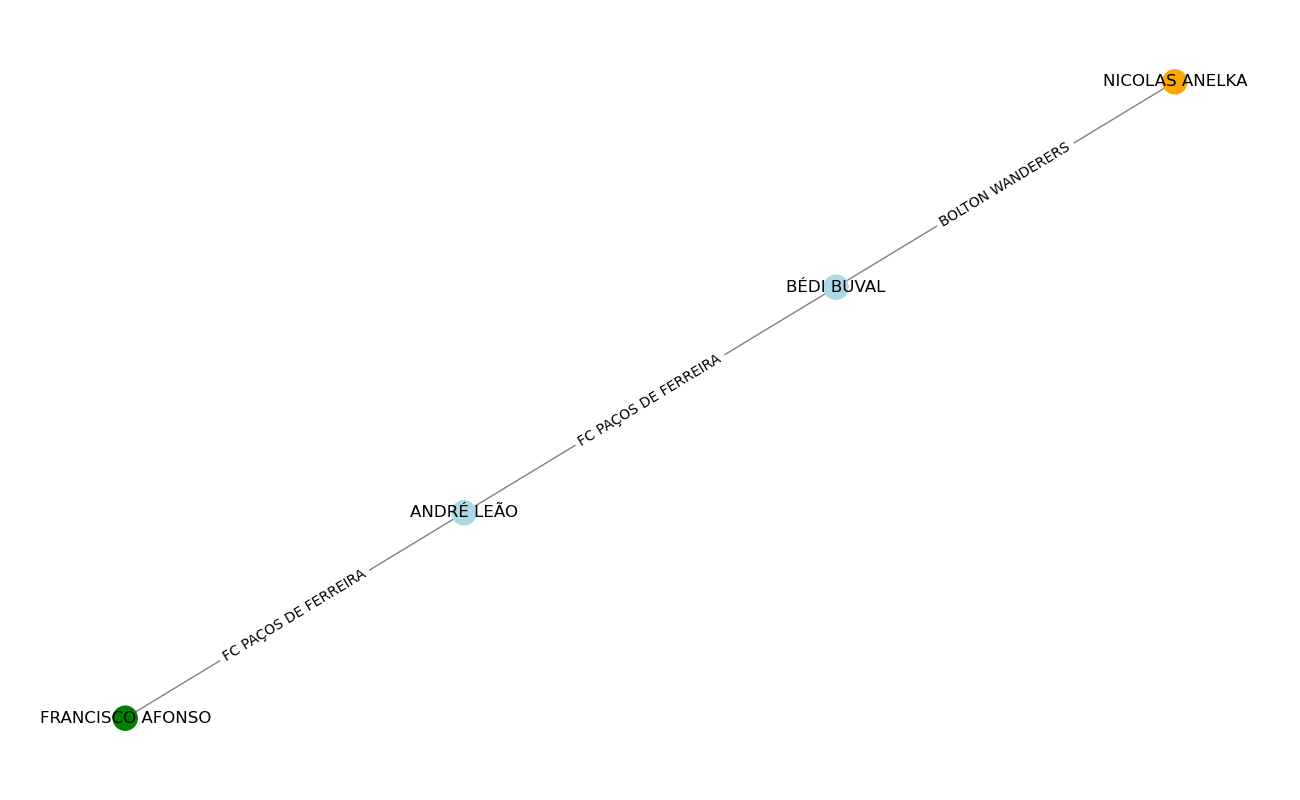 NICOLAS ANELKA
BOLTON WANDERERS
BÉDI BUVAL
FC PAÇOS DE FERREIRA
ANDRÉ LEÃO
FC PAÇOS DE FERREIRA
FRANCISCO AFONSO